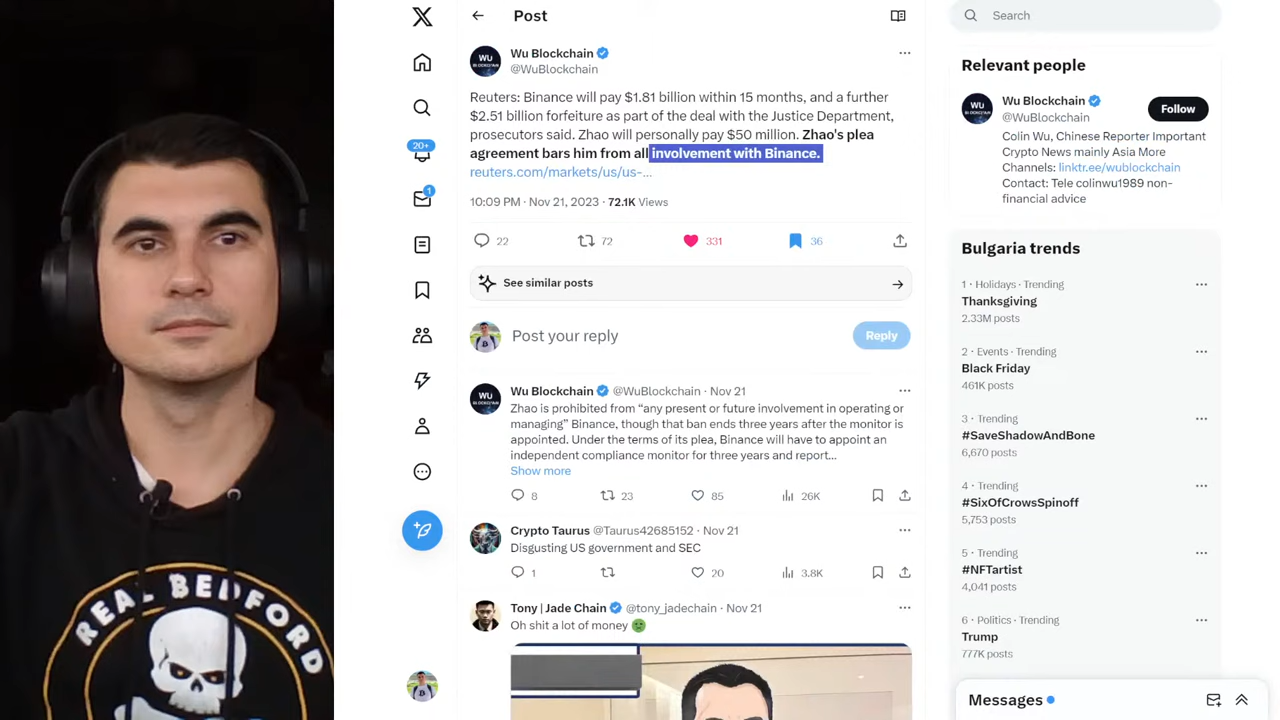 REAL BEDFORD
Post
Wu Blockchain
@WuBlockchain
Reuters: Binance will pay $1.81 billion within 15 months, and a further
$2.51 billion forfeiture as part of the deal with the Justice Department,
prosecutors said. Zhao will personally pay $50 million. Zhao's plea
agreement bars him from all involvement with Binance.
reuters.com/markets/us/us-...
10:09 PM · Nov 21, 2023 · 72.1K Views
22
72
331
36
See similar posts
Post your reply
Reply
Wu Blockchain @WuBlockchain · Nov 21
Zhao is prohibited from “any present or future involvement in operating or
managing” Binance, though that ban ends three years after the monitor is
appointed. Under the terms of its plea, Binance will have to appoint an
independent compliance monitor for three years and report...
Show more
8
23
85
26K
Crypto Taurus @Taurus42685152 · Nov 21
Disgusting US government and SEC
1
20
3.8K
Tony | Jade Chain @tony_jadechain · Nov 21
Oh shit a lot of money
20+
1
WU
BLOCKCHAIN
WU
BLOCKCHAIN
Search
Relevant people
WU
BLOCKCHAIN
Wu Blockchain
@WuBlockchain
Follow
Colin Wu, Chinese Reporter Important
Crypto News mainly Asia More
Channels: linktr.ee/wublockchain
Contact: Tele colinwu1989 non-
financial advice
Bulgaria trends
1 · Holidays · Trending
Thanksgiving
2.33M posts
2 · Events · Trending
Black Friday
461K posts
3 · Trending
#SaveShadowAndBone
6,670 posts
4 · Trending
#SixOfCrowsSpinoff
5,753 posts
5 · Trending
#NFTartist
4,041 posts
6 · Politics · Trending
Trump
777K posts
Messages